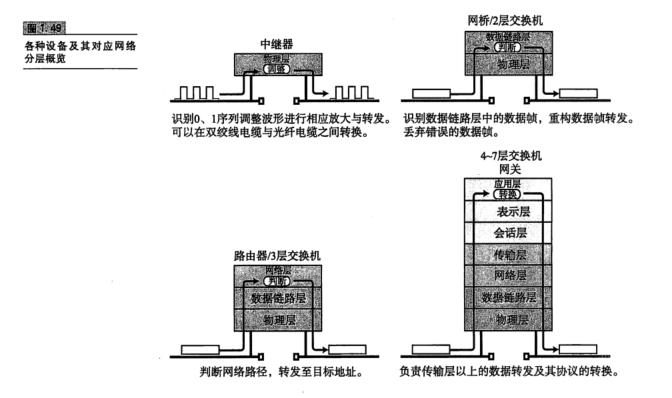 图1.49
各种设备及其对应网络
分层概览
中继器
物理层
调整
识别0、1序列调整波形进行相应放大与转发。
可以在双绞线电缆与光纤电缆之间转换。
网桥/2层交换机
数据链路层
判断
物理层
识别数据链路层中的数据帧，重构数据帧转发。
丢弃错误的数据帧。
路由器/3层交换机
网络层
判断
数据链路层
物理层
判断网络路径，转发至目标地址。
4~7层交换机
网关
应用层
转换
表示层
会话层
传输层
网络层
数据链路层
物理层
负责传输层以上的数据转发及其协议的转换。